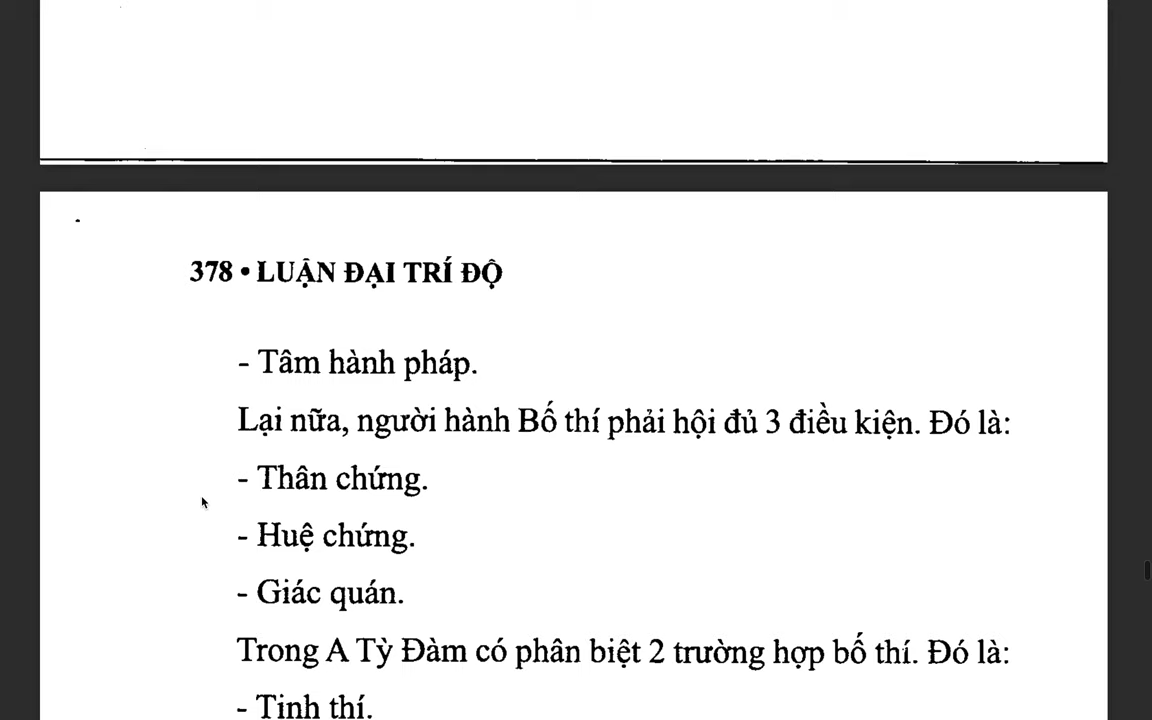 378 • LUẬN ĐẠI TRÍ ĐỘ
- Tâm hành pháp.
Lại nữa, người hành Bố thí phải hội đủ 3 điều kiện. Đó là:
- Thân chứng.
- Huệ chứng.
- Giác quán.
Trong A Tỳ Đàm có phân biệt 2 trường hợp bố thí. Đó là:
- Tịnh thí.